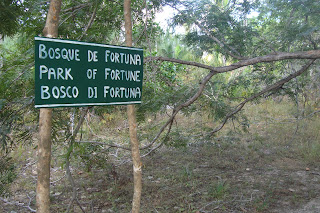 BOSQUE DE FORTUNA
PARK OF FORTUNE
BOSCO DI FORTUNA